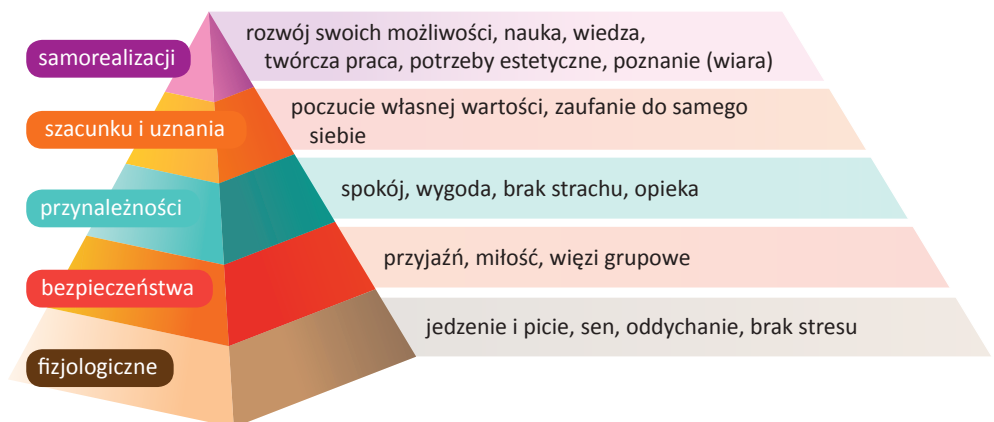 samorealizacji
rozwój swoich możliwości, nauka, wiedza,
twórcza praca, potrzeby estetyczne, poznanie (wiara)
szacunku i uznania
poczucie własnej wartości, zaufanie do samego
siebie
przynależności
spokój, wygoda, brak strachu, opieka
bezpieczeństwa
przyjaźń, miłość, więzi grupowe
fizjologiczne
jedzenie i picie, sen, oddychanie, brak stresu